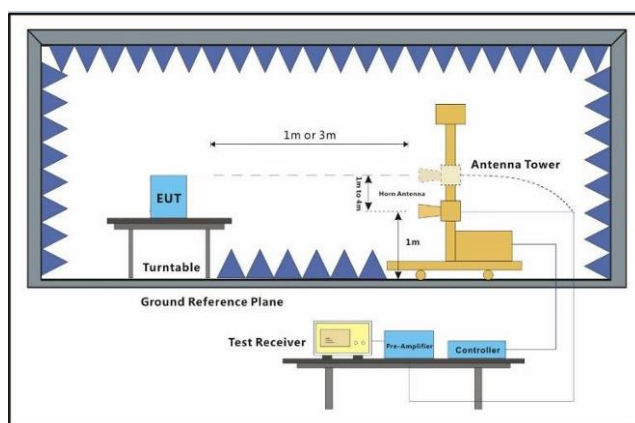 1m or 3m
Antenna Tower
1m to 4m
Horn Antenna
EUT
1m
Turntable
Ground Reference Plane
Test Receiver
Pre-Amplifier
Controller